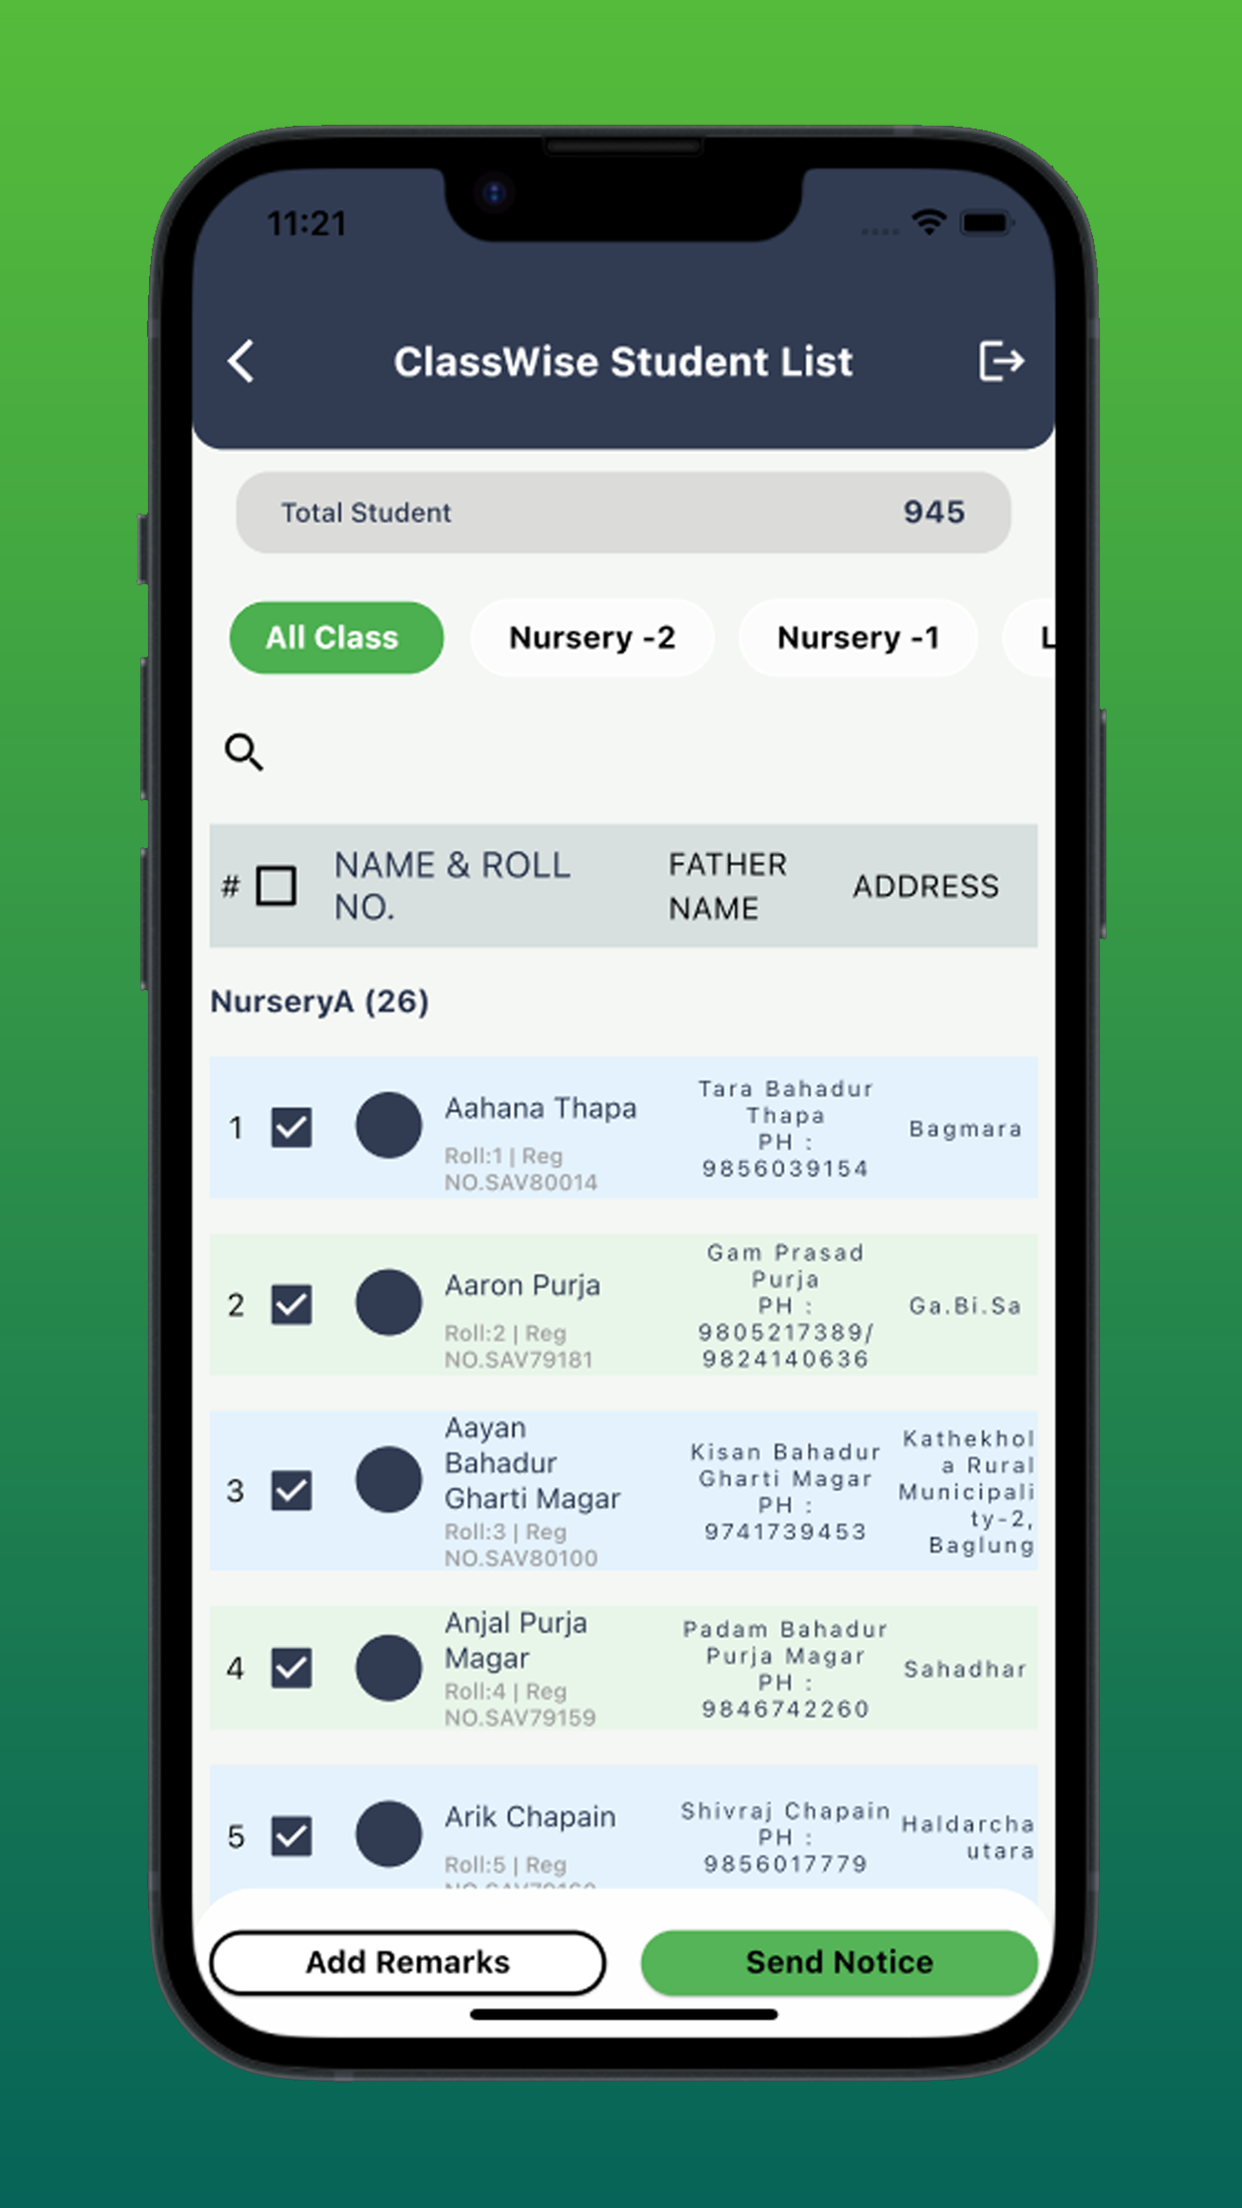 11:21
ClassWise Student List
Total Student 945
All Class Nursery -2 Nursery -1 L
# NAME & ROLL NO. FATHER NAME ADDRESS
NurseryA (26)
1 Aahana Thapa
Roll:1 | Reg
NO.SAV80014
Tara Bahadur
Thapa
PH :
9856039154
Bagmara
2 Aaron Purja
Roll:2 | Reg
NO.SAV79181
Gam Prasad
Purja
PH :
9805217389/
9824140636
Ga.Bi.Sa
3 Aayan
Bahadur
Gharti Magar
Roll:3 | Reg
NO.SAV80100
Kisan Bahadur
Gharti Magar
PH :
9741739453
Kathekhol
a Rural
Municipali
ty-2,
Baglung
4 Anjal Purja
Magar
Roll:4 | Reg
NO.SAV79159
Padam Bahadur
Purja Magar
PH :
9846742260
Sahadhar
5 Arik Chapain
Roll:5 | Reg
Shivraj Chapain
PH :
9856017779
Haldarcha
utara
Add Remarks Send Notice